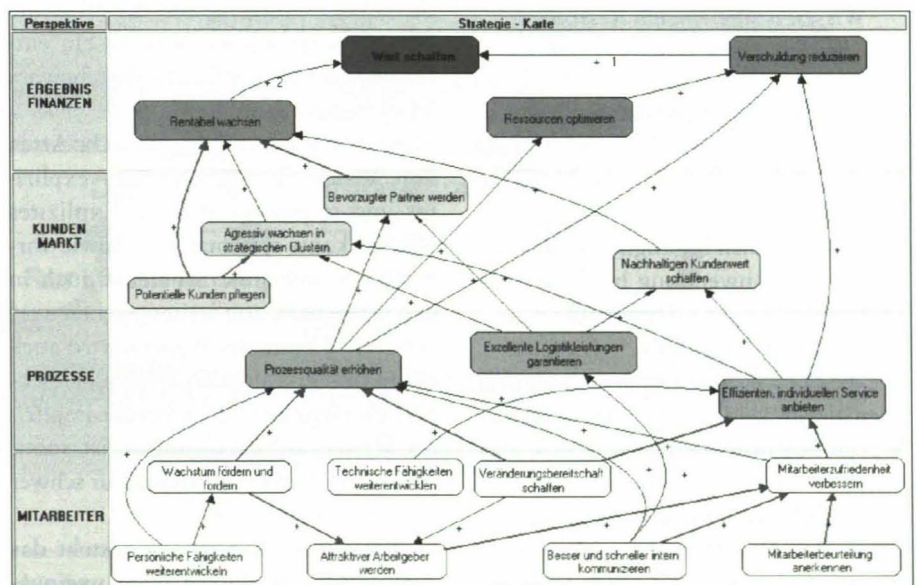 Perspektive
Strategie - Karte
ERGEBNIS
FINANZEN
Wert schaffen
+ 1
Verschuldung reduzieren
+ 2
+
Rentabel wachsen
Ressourcen optimieren
KUNDEN
MARKT
Bevorzugter Partner werden
Agressiv wachsen in
strategischen Clustern
Nachhaltigen Kundenwert
schaffen
Potentielle Kunden pflegen
PROZESSE
Prozessqualität erhöhen
Exzellente Logistikleistungen
garantieren
Effizienten, individuellen Service
anbieten
MITARBEITER
Wachstum fördern und
fordern
Technische Fähigkeiten
weiterentwicklen
Veränderungsbereitschaft
schaffen
Mitarbeiterzufriedenheit
verbessern
Persönliche Fähigkeiten
weiterentwickeln
Attraktiver Arbeitgeber
werden
Besser und schneller intern
kommunizieren
Mitarbeiterbeurteilung
anerkennen